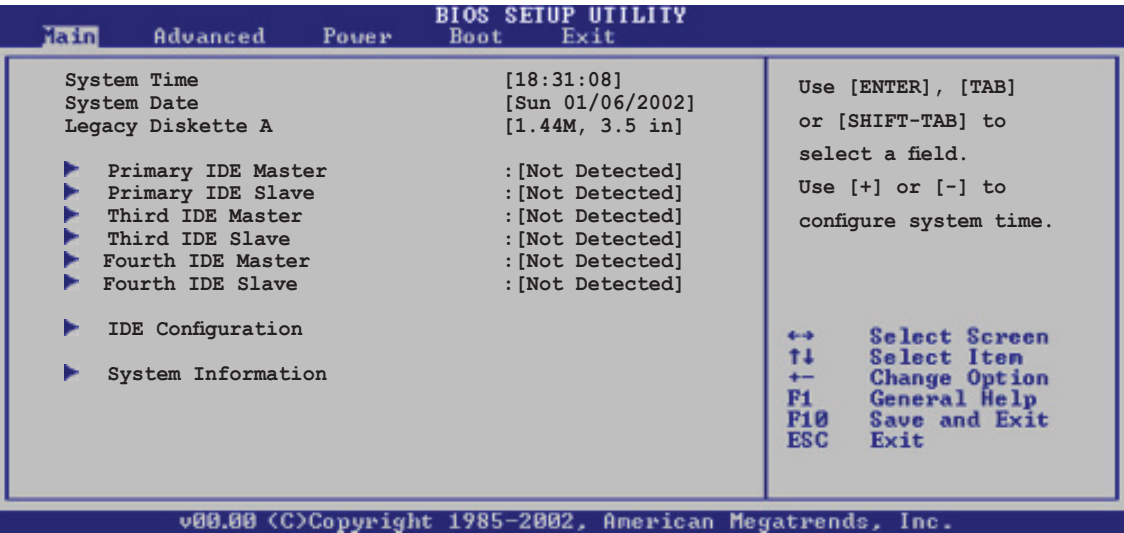 BIOS SETUP UTILITY
Main Advanced Power Boot Exit
System Time [18:31:08]
System Date [Sun 01/06/2002]
Legacy Diskette A [1.44M, 3.5 in]
Primary IDE Master :[Not Detected]
Primary IDE Slave :[Not Detected]
Third IDE Master :[Not Detected]
Third IDE Slave :[Not Detected]
Fourth IDE Master :[Not Detected]
Fourth IDE Slave :[Not Detected]
IDE Configuration
System Information
Use [ENTER], [TAB]
or [SHIFT-TAB] to
select a field.
Use [+] or [-] to
configure system time.
←→ Select Screen
↑↓ Select Item
+- Change Option
F1 General Help
F10 Save and Exit
ESC Exit
v00.00 (C)Copyright 1985-2002, American Megatrends, Inc.